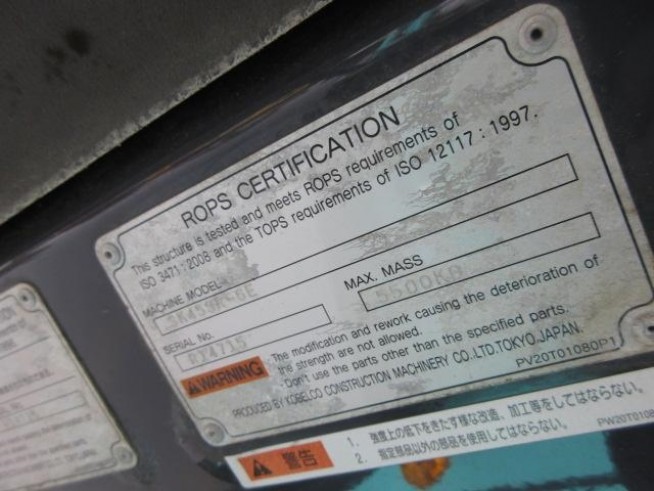 ROPS CERTIFICATION
This structure is tested and meets ROPS requirements of
ISO 3471 : 2008 and the TOPS requirements of ISO 12117 : 1997.
MACHINE MODEL
MAX. MASS
5500KG
SERIAL No.
WARNING
The modification and rework causing the deterioration of
the strength are not allowed.
Don't use the parts other than the specified parts.
PRODUCED BY KOBELCO CONSTRUCTION MACHINERY CO.,LTD.TOKYO.JAPAN.
PV20T01080P1
警告
1. 強度上の低下をきたす様な改造、加工等をしてはならない。
2. 指定部品以外の部品を使用してはならない。